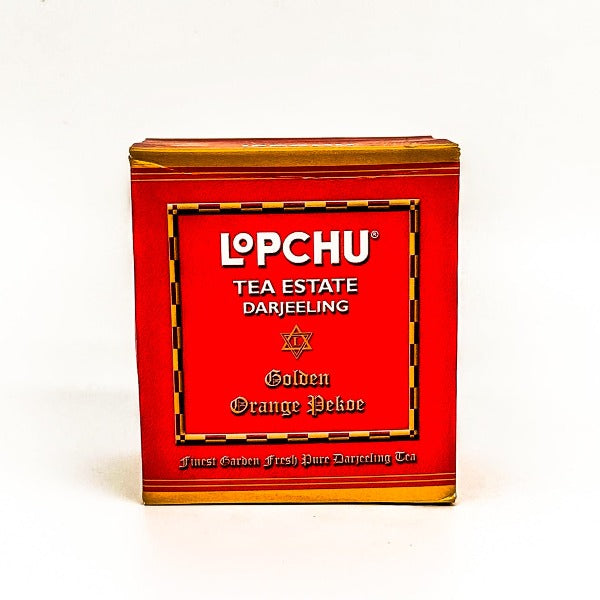 LOPCHU®
TEA ESTATE
DARJEELING
L
Golden
Orange Pekoe
Finest Garden Fresh Pure Darjeeling Tea